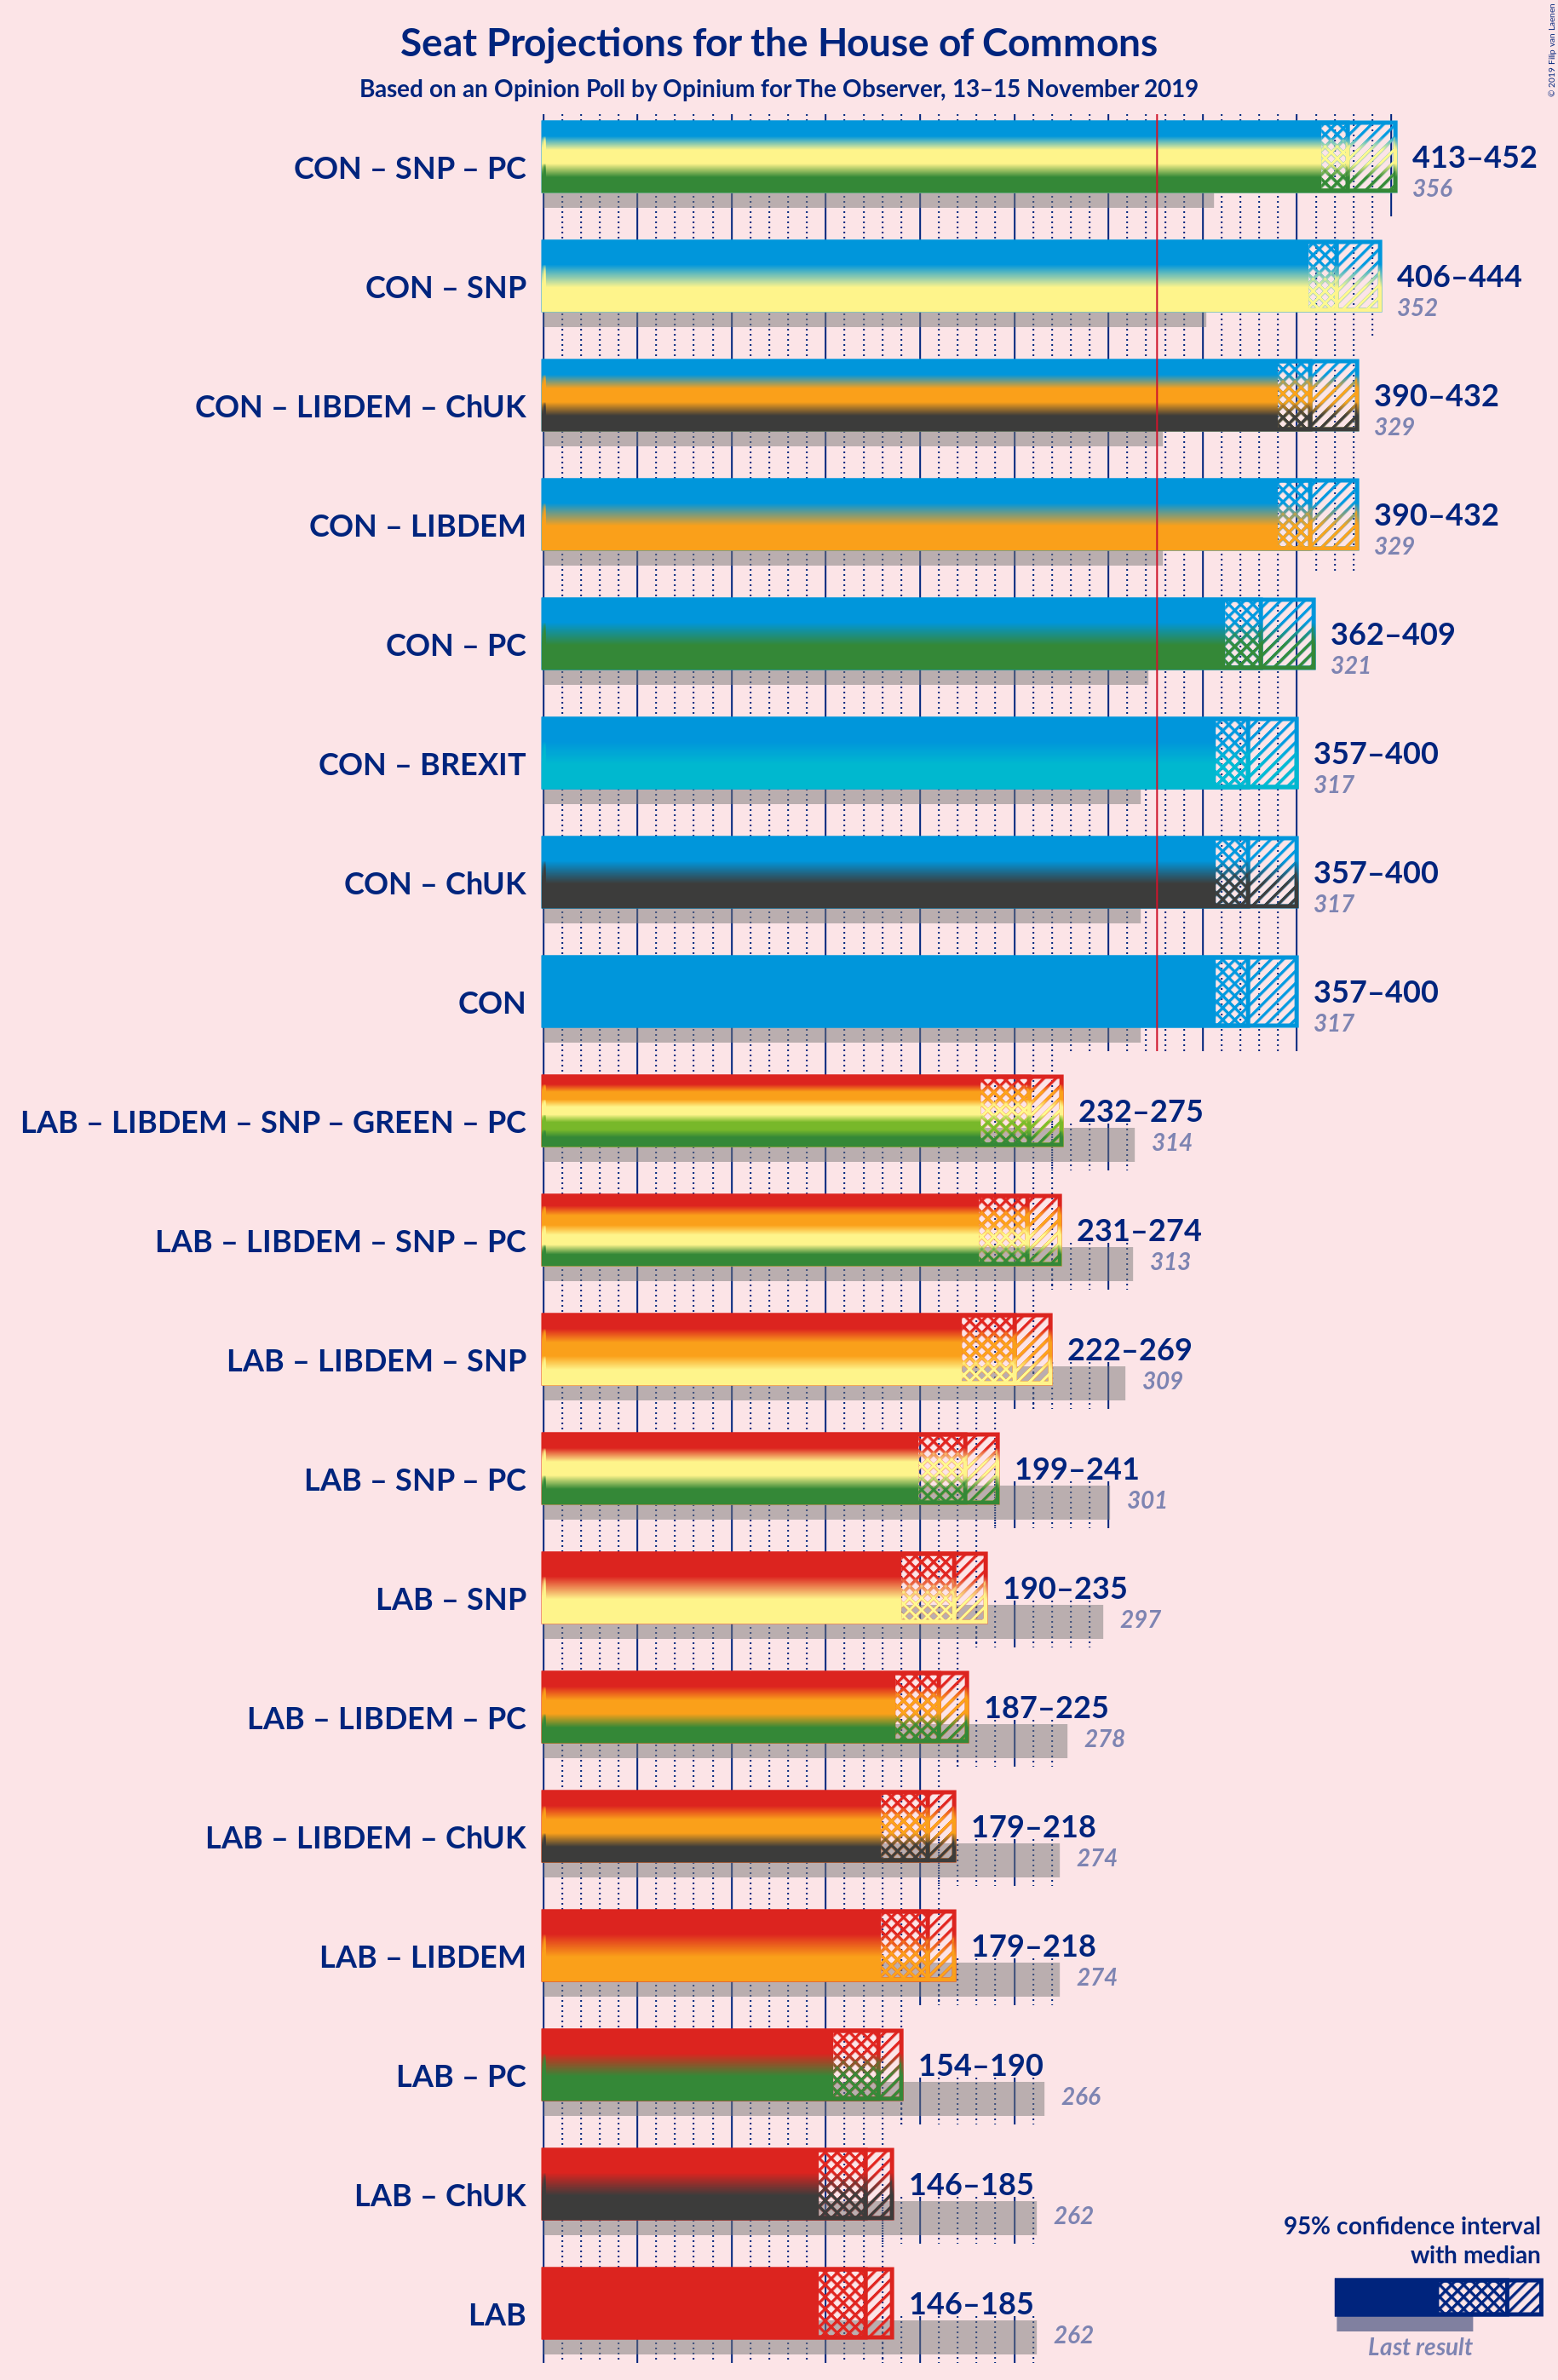 Seat Projections for the House of Commons
Based on an Opinion Poll by Opinium for The Observer, 13–15 November 2019
© 2019 Filip van Laenen
CON – SNP – PC
413–452
356
CON – SNP
406–444
352
CON – LIBDEM – ChUK
390–432
329
CON – LIBDEM
390–432
329
CON – PC
362–409
321
CON – BREXIT
357–400
317
CON – ChUK
357–400
317
CON
357–400
317
LAB – LIBDEM – SNP – GREEN – PC
232–275
314
LAB – LIBDEM – SNP – PC
231–274
313
LAB – LIBDEM – SNP
222–269
309
LAB – SNP – PC
199–241
301
LAB – SNP
190–235
297
LAB – LIBDEM – PC
187–225
278
LAB – LIBDEM – ChUK
179–218
274
LAB – LIBDEM
179–218
274
LAB – PC
154–190
266
LAB – ChUK
146–185
262
LAB
146–185
262
95% confidence interval
with median
Last result